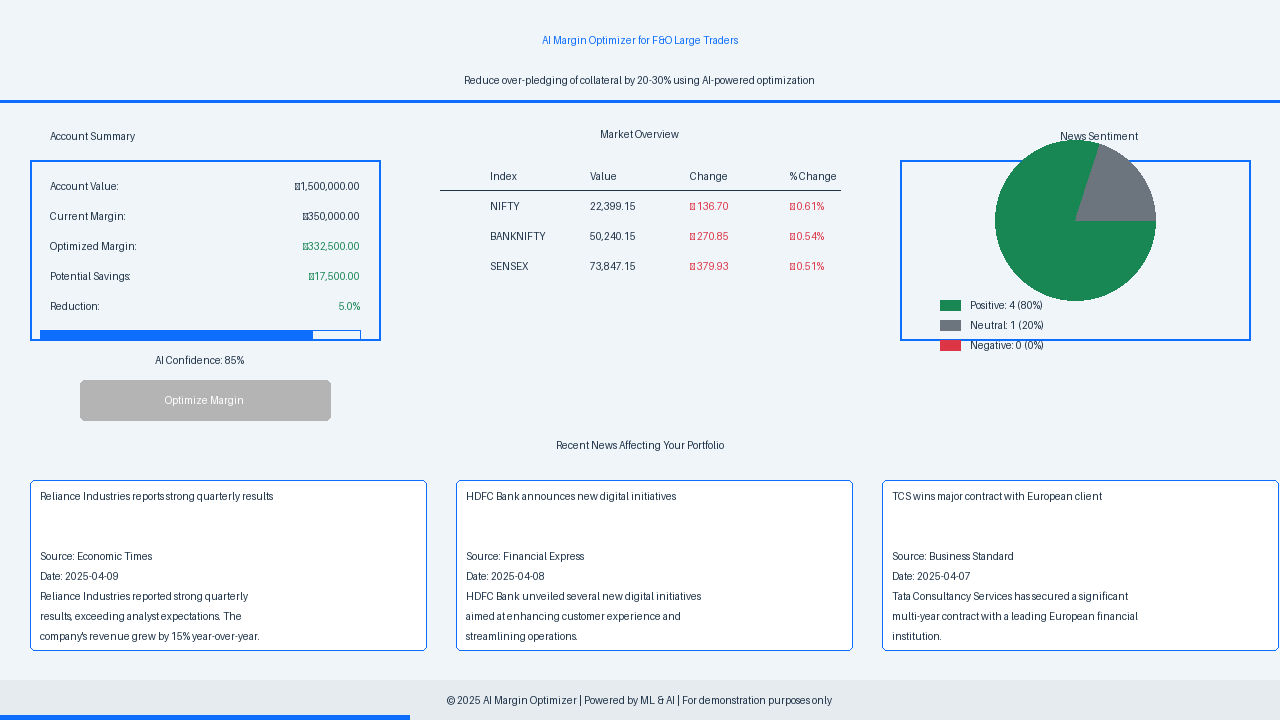 AI Margin Optimizer for F&O Large Traders
Reduce over-pledging of collateral by 20-30% using AI-powered optimization
Account Summary
Account Value: 1,500,000.00
Current Margin: 350,000.00
Optimized Margin: 332,500.00
Potential Savings: 17,500.00
Reduction: 5.0%
AI Confidence: 85%
Optimize Margin
Market Overview
Index Value Change % Change
NIFTY 22,399.15 136.70 0.61%
BANKNIFTY 50,240.15 270.85 0.54%
SENSEX 73,847.15 379.93 0.51%
News Sentiment
Positive: 4 (80%)
Neutral: 1 (20%)
Negative: 0 (0%)
Recent News Affecting Your Portfolio
Reliance Industries reports strong quarterly results
Source: Economic Times
Date: 2025-04-09
Reliance Industries reported strong quarterly
results, exceeding analyst expectations. The
company's revenue grew by 15% year-over-year.
HDFC Bank announces new digital initiatives
Source: Financial Express
Date: 2025-04-08
HDFC Bank unveiled several new digital initiatives
aimed at enhancing customer experience and
streamlining operations.
TCS wins major contract with European client
Source: Business Standard
Date: 2025-04-07
Tata Consultancy Services has secured a significant
multi-year contract with a leading European financial
institution.
© 2025 AI Margin Optimizer | Powered by ML & AI | For demonstration purposes only